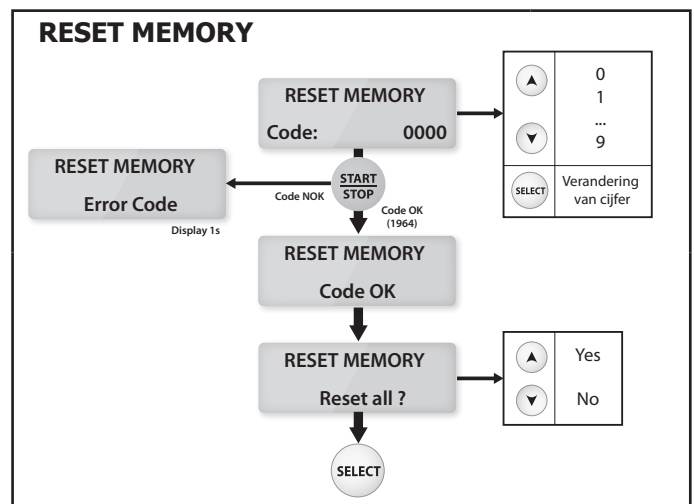 RESET MEMORY
RESET MEMORY
Code: 0000
0
1
...
9
SELECT
Verandering
van cijfer
RESET MEMORY
Error Code
Display 1s
Code NOK
START
STOP
Code OK
(1964)
RESET MEMORY
Code OK
RESET MEMORY
Reset all ?
Yes
No
SELECT